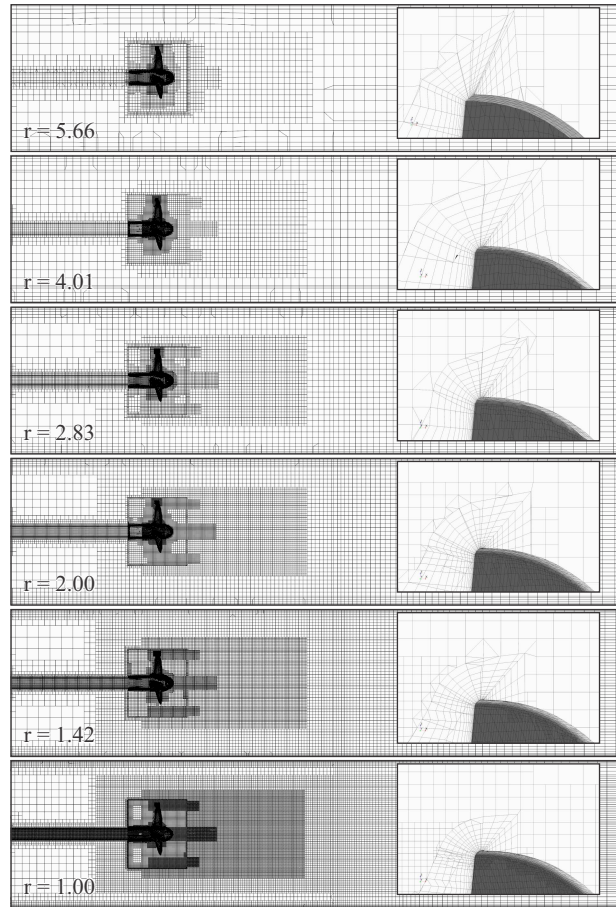 r = 5.66
r = 4.01
r = 2.83
r = 2.00
r = 1.42
r = 1.00